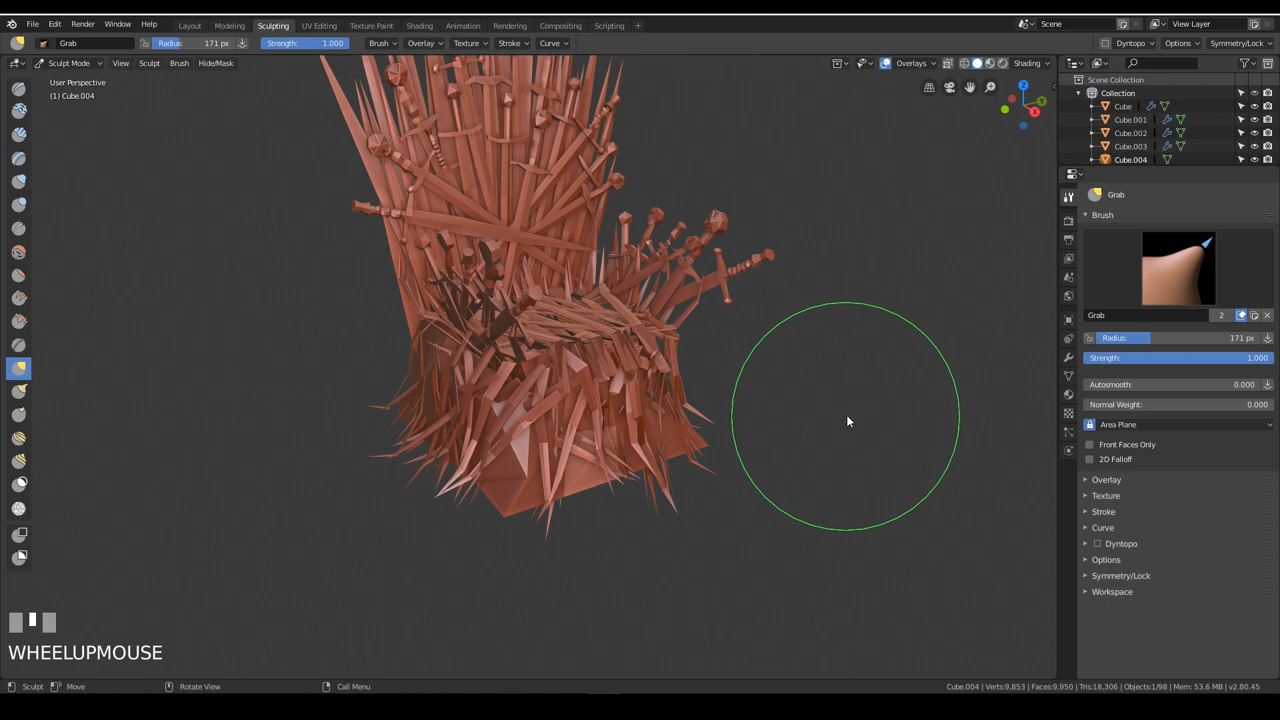 File Edit Render Window Help Layout Modeling Sculpting UV Editing Texture Paint Shading Animation Rendering Compositing Scripting + Scene View Layer
Grab Radius: 171 px Strength: 1.000 Brush Overlay Texture Stroke Curve Dyntopo Options Symmetry/Lock
Sculpt Mode View Sculpt Brush Hide/Mask Overlays Shading
User Perspective
(1) Cube.004
Scene Collection
Collection
Cube
Cube.001
Cube.002
Cube.003
Cube.004
Grab
Brush
Grab 2
Radius: 171 px
Strength: 1.000
Autosmooth: 0.000
Normal Weight: 0.000
Area Plane
Front Faces Only
2D Falloff
Overlay
Texture
Stroke
Curve
Dyntopo
Options
Symmetry/Lock
Workspace
WHEELUPMOUSE
Sculpt Move Rotate View Call Menu Cube.004 | Verts:9,853 | Faces:9,950 | Tris:18,306 | Objects:1/98 | Mem: 53.6 MB | v2.80.45